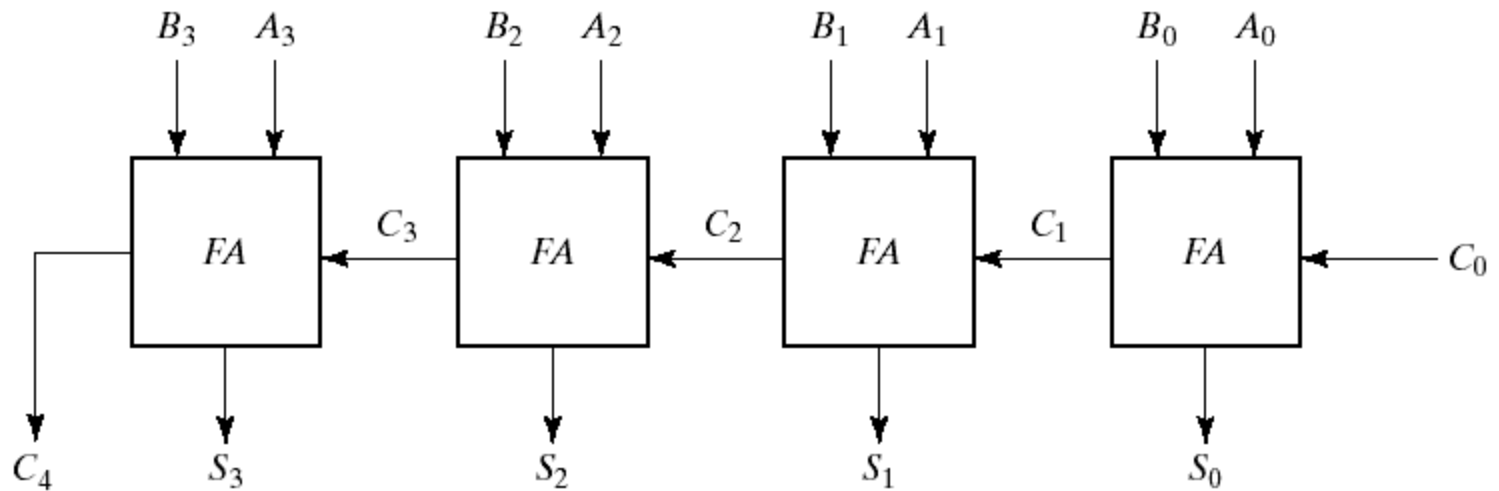 B₃ A₃ B₂ A₂ B₁ A₁ B₀ A₀
FA C₃ FA C₂ FA C₁ FA C₀
C₄ S₃ S₂ S₁ S₀